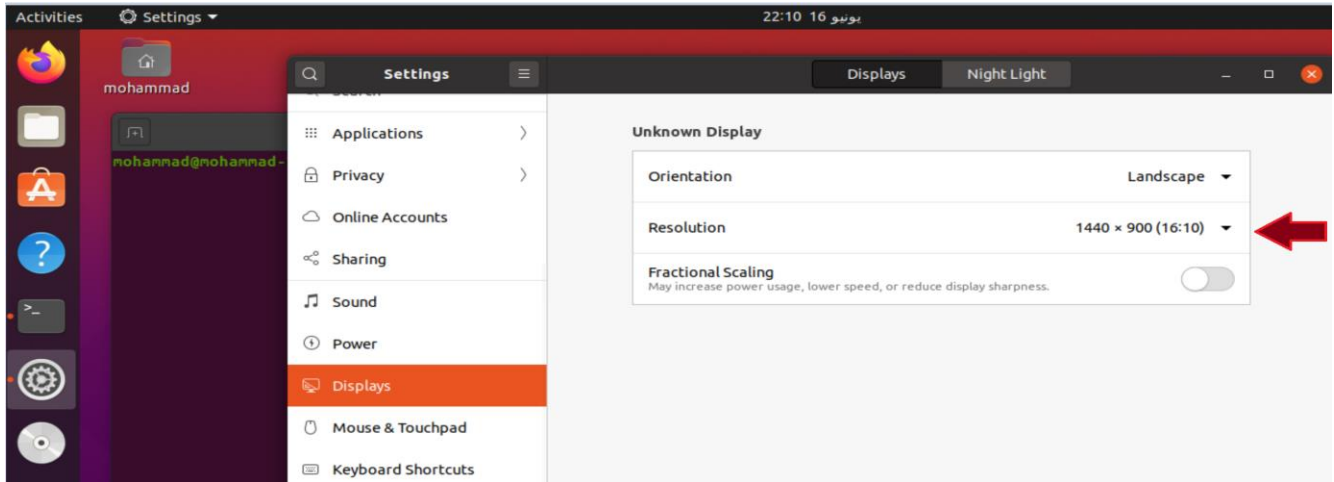 Activities
Settings
22:10 16 يونيو
mohammad
mohammad@mohammad-
Settings
Displays
Night Light
Search
Applications
Privacy
Online Accounts
Sharing
Sound
Power
Displays
Mouse & Touchpad
Keyboard Shortcuts
Unknown Display
Orientation
Landscape
Resolution
1440 × 900 (16:10)
Fractional Scaling
May increase power usage, lower speed, or reduce display sharpness.